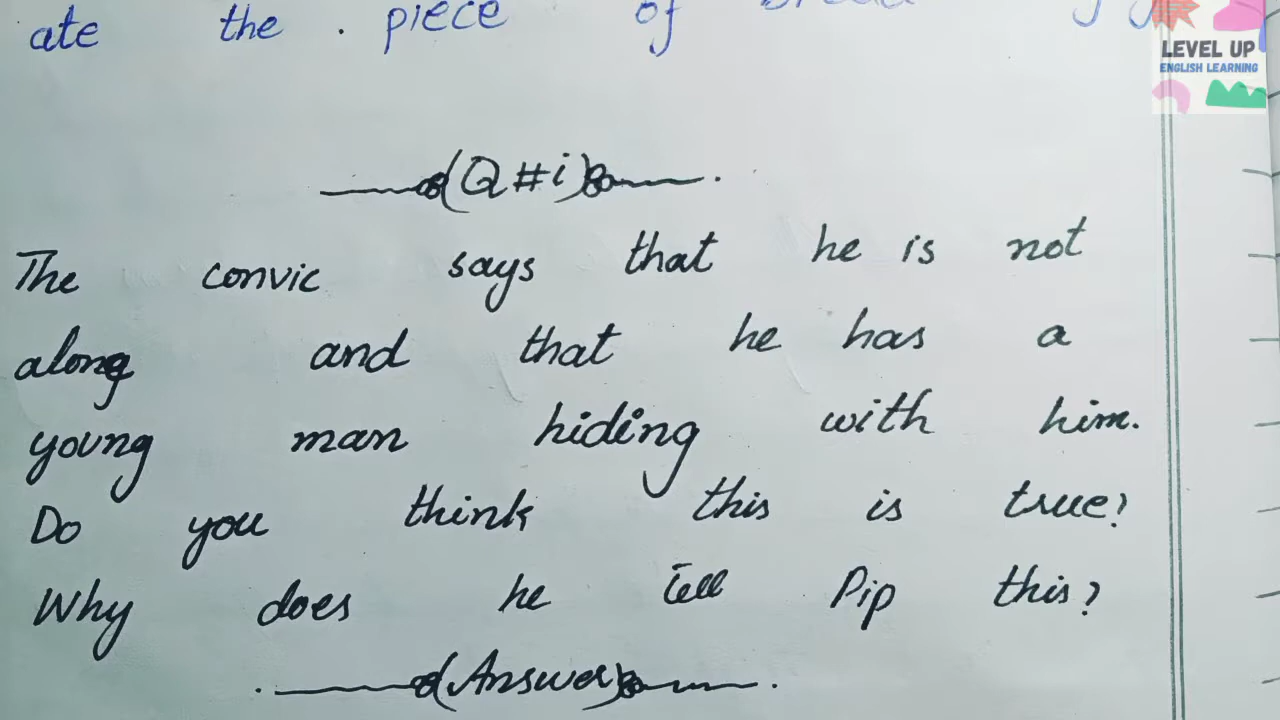 ate the . piece of bread
LEVEL UP
ENGLISH LEARNING
(Q#i)
The convic says that he is not
along and that he has a
young man hiding with him.
Do you think this is true?
Why does he tell Pip this?
(Answer)